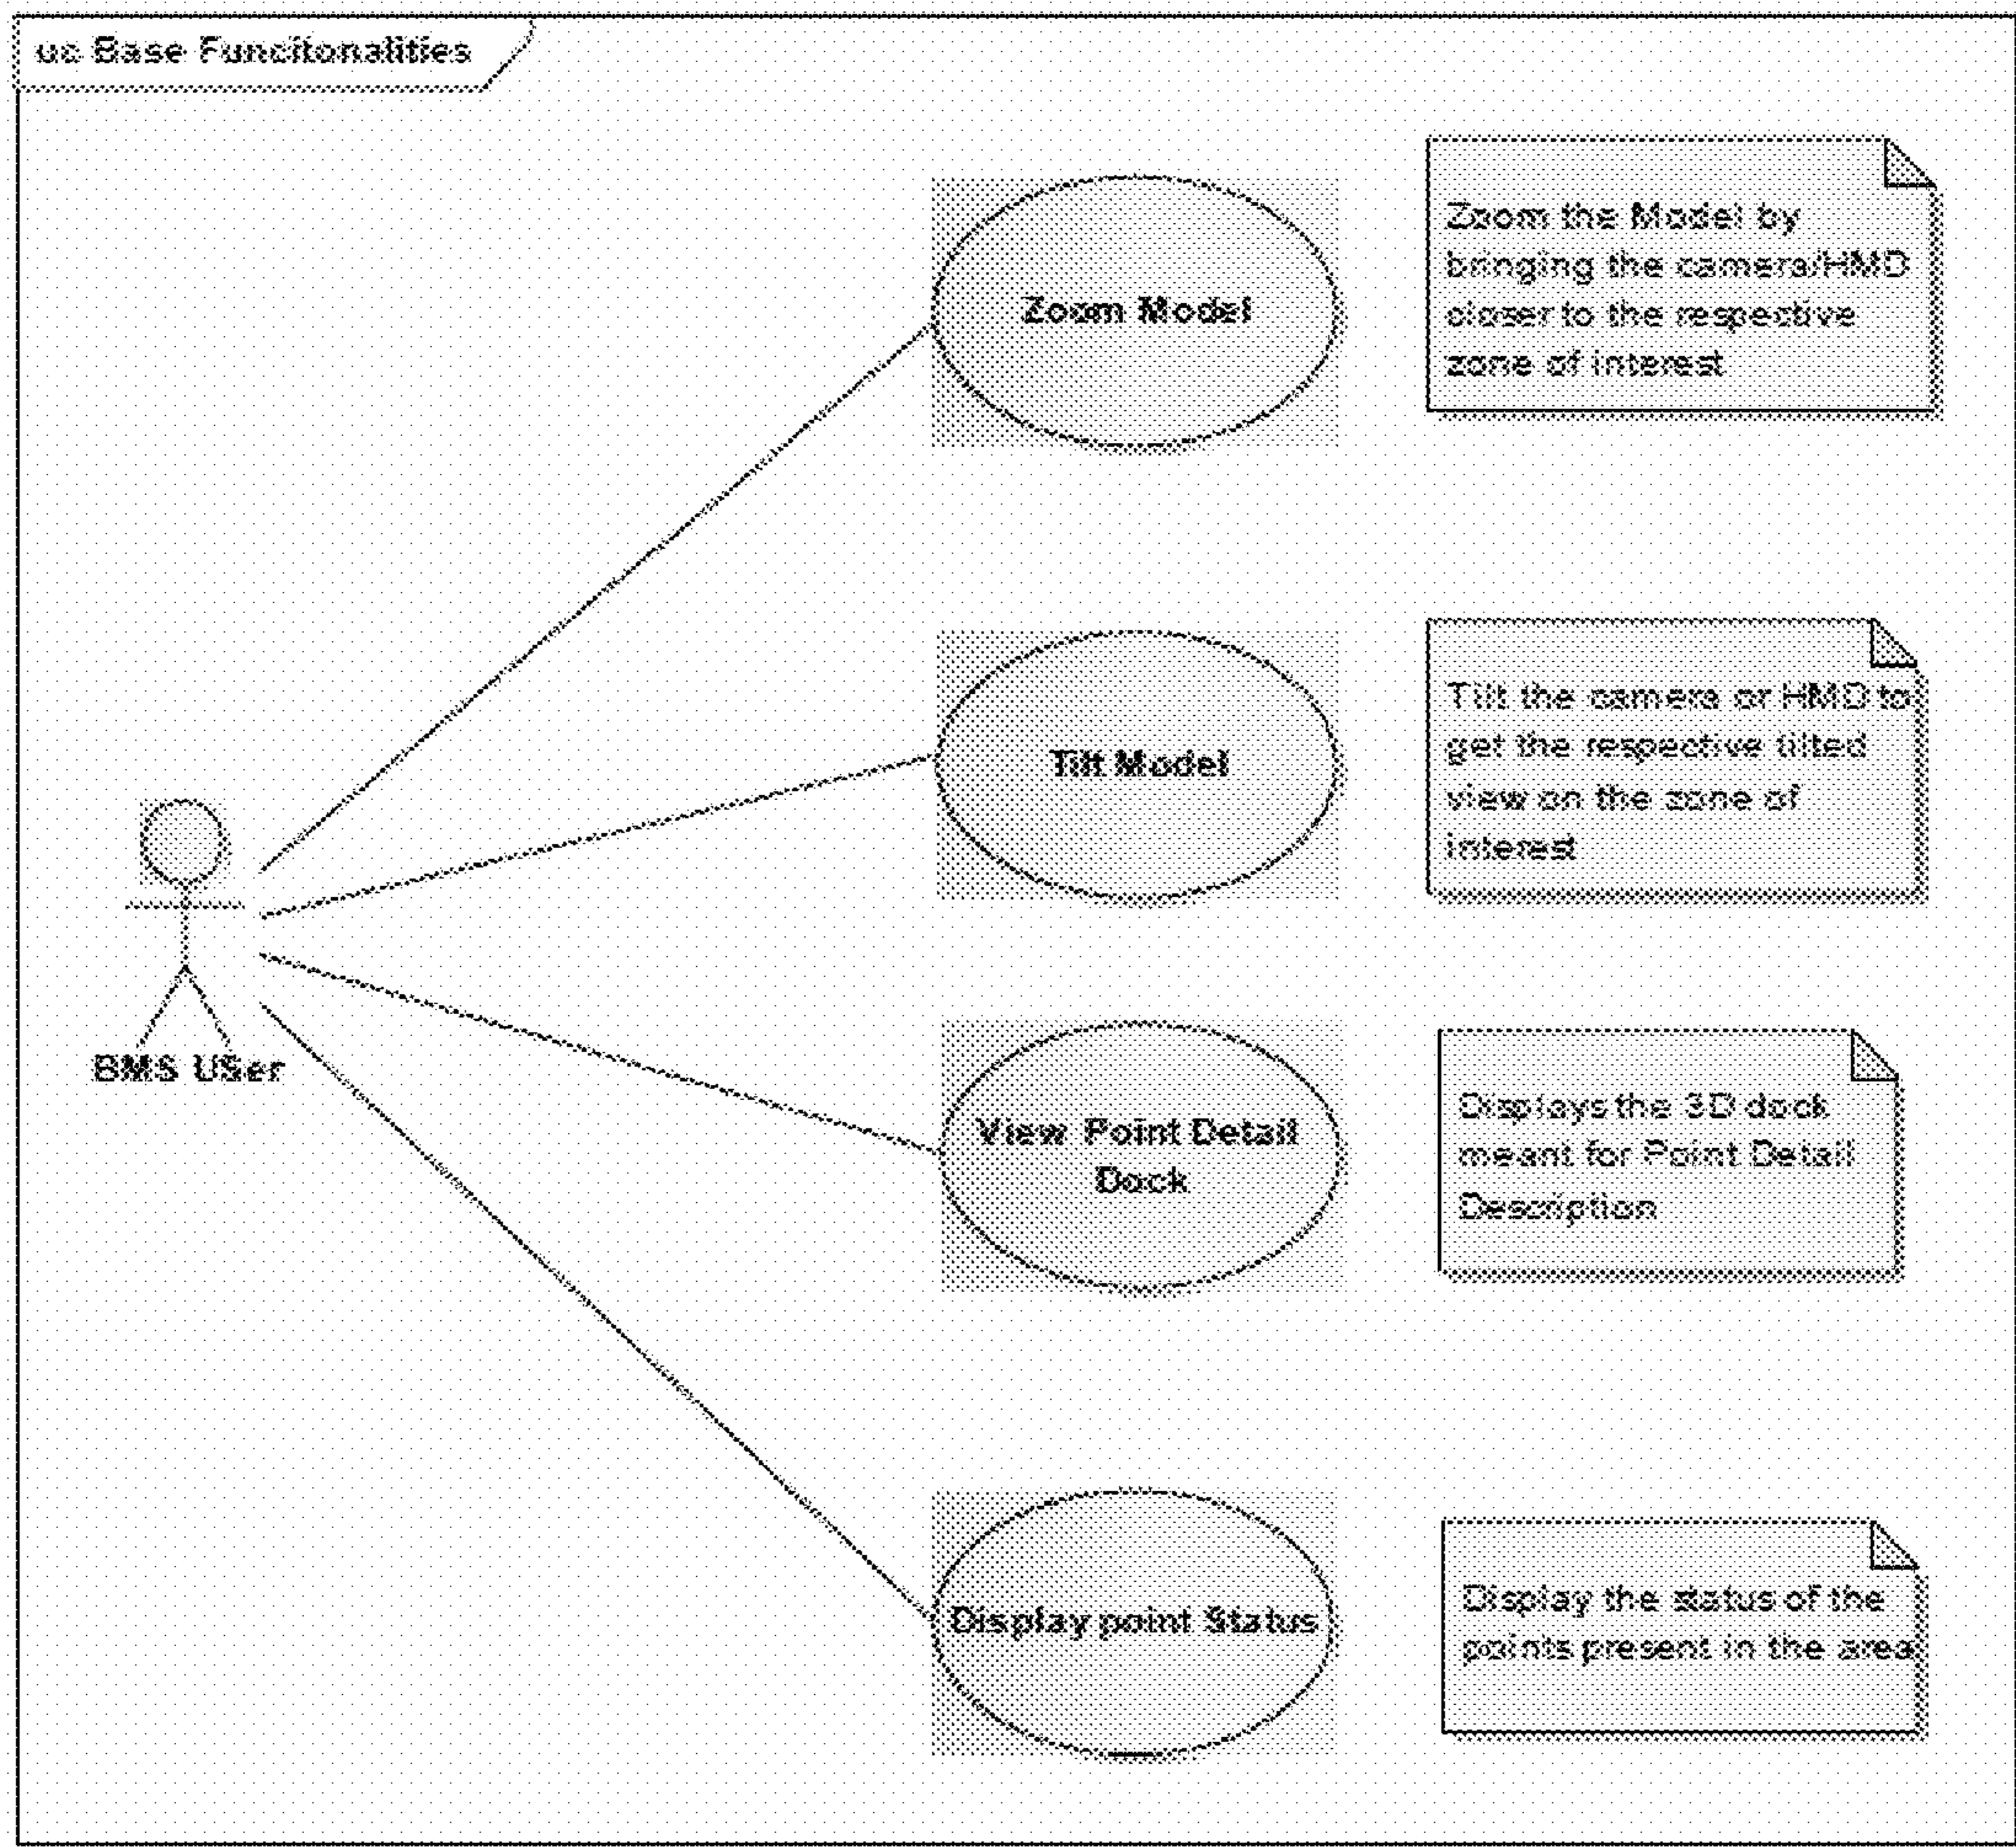 uc Base Funcitonalities
Zoom Model
Zoom the Model by
bringing the camera/HMD
closer to the respective
zone of interest
Tilt Model
Tilt the camera or HMD to
get the respective tilted
view on the zone of
interest
BMS USer
View Point Detail
Dock
Displays the 3D dock
meant for Point Detail
Description
Display point Status
Display the status of the
points present in the area